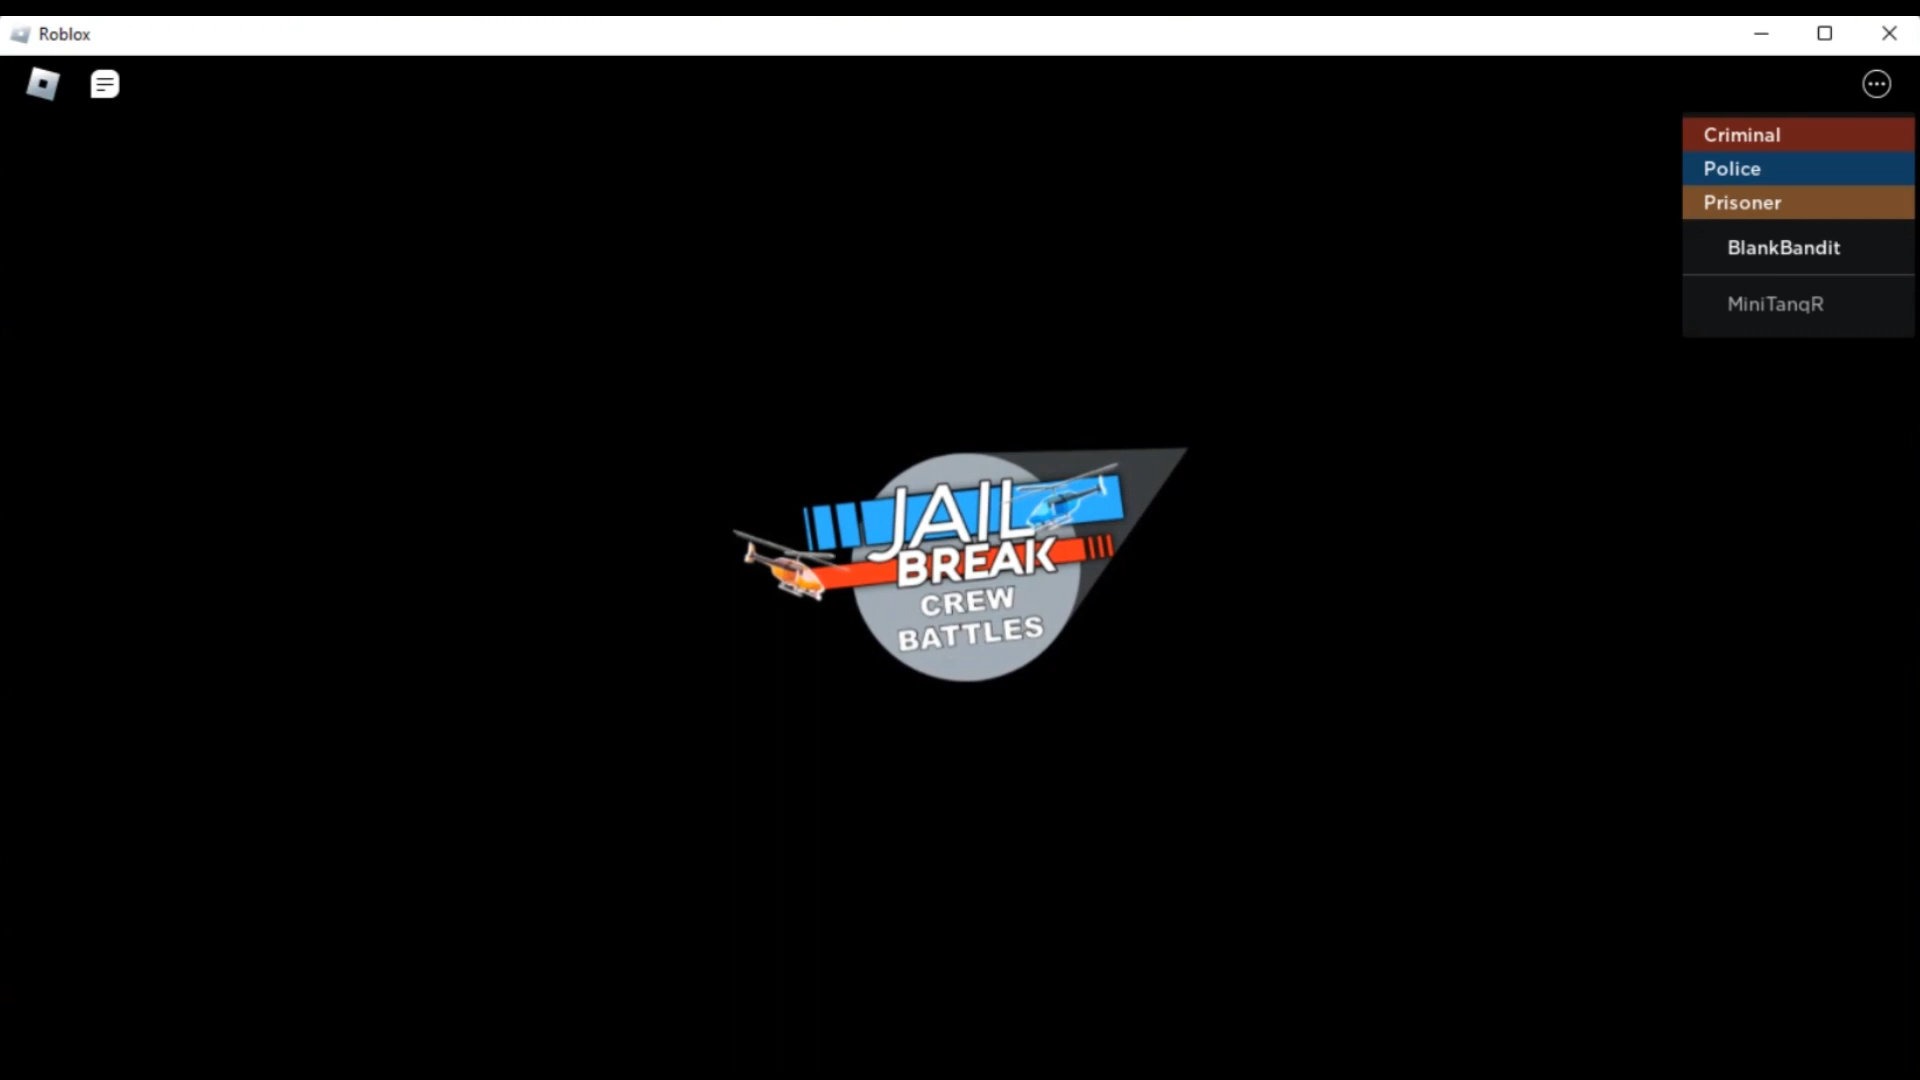 Roblox
Criminal
Police
Prisoner
BlankBandit
MiniTanqR
JAIL
BREAK
CREW
BATTLES